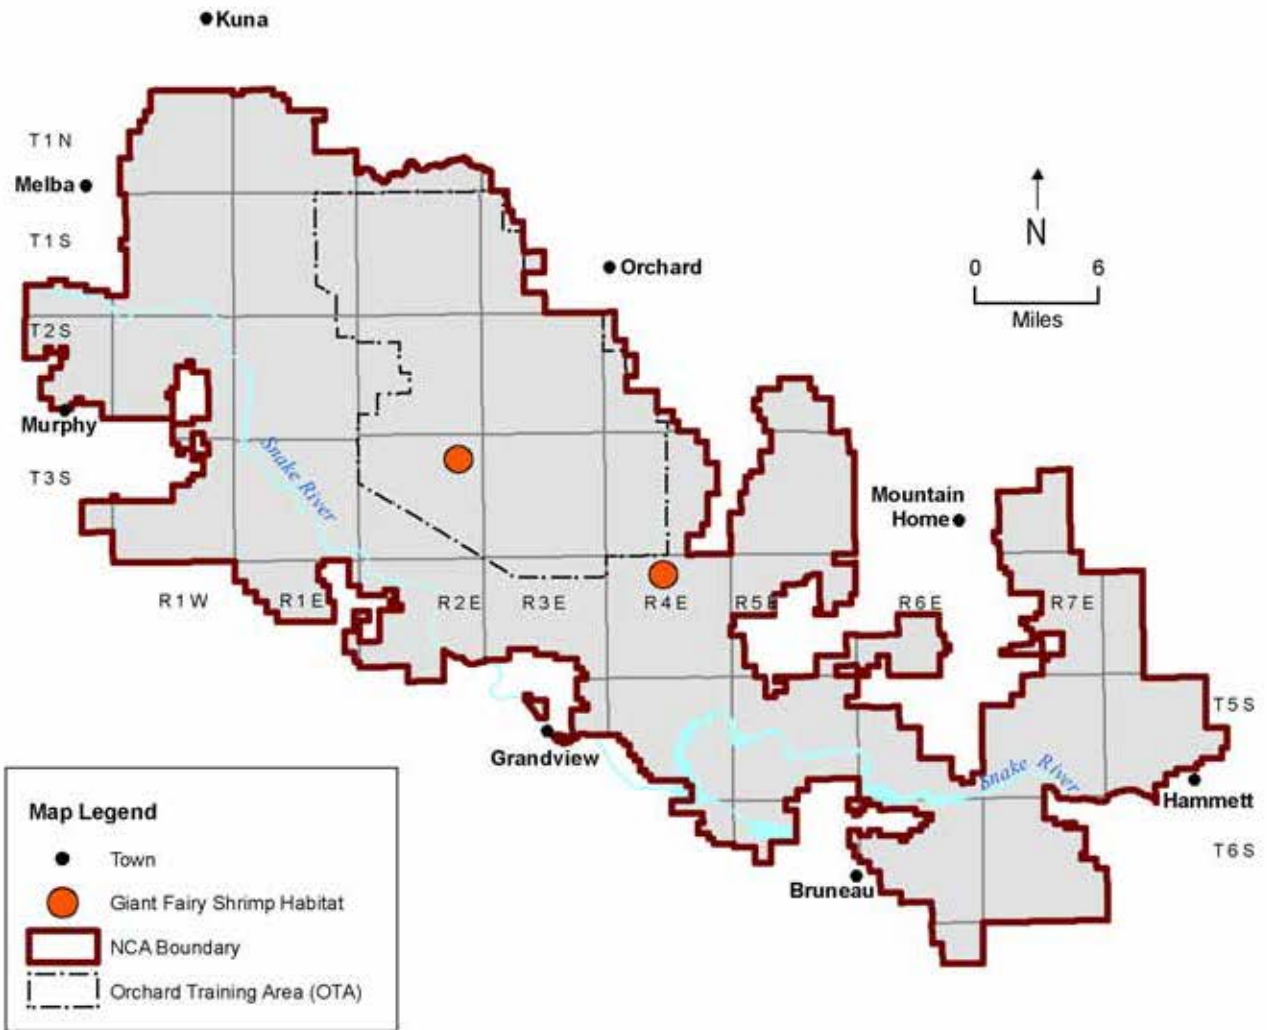 Kuna
T1N
Melba
T1S
Orchard
N
0 6
Miles
T2S
Murphy
Snake River
T3S
Mountain
Home
R1W R1E R2E R3E R4E R5E R6E R7E
T5S
Grandview
Snake River
Hammett
T6S
Bruneau
Map Legend
Town
Giant Fairy Shrimp Habitat
NCA Boundary
Orchard Training Area (OTA)